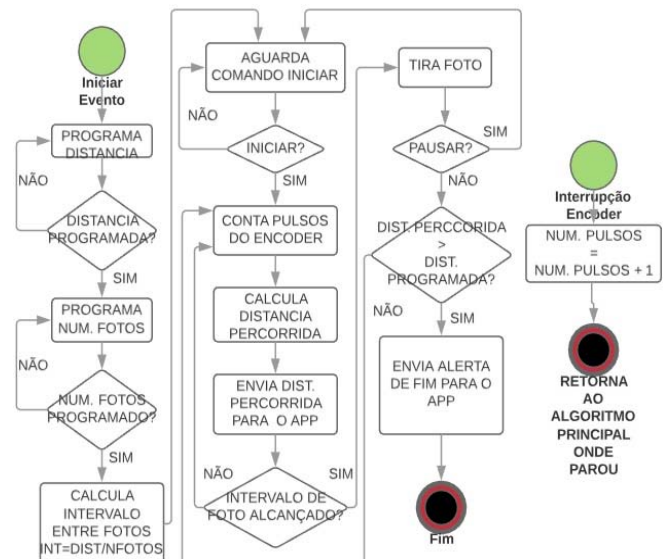 Iniciar
Evento
PROGRAMA
DISTANCIA
NÃO
DISTANCIA
PROGRAMADA?
SIM
PROGRAMA
NUM. FOTOS
NÃO
NUM. FOTOS
PROGRAMADO?
SIM
CALCULA
INTERVALO
ENTRE FOTOS
INT=DIST/NFOTOS
AGUARDA
COMANDO INICIAR
NÃO
INICIAR?
SIM
CONTA PULSOS
DO ENCODER
CALCULA
DISTANCIA
PERCORRIDA
ENVIA DIST.
PERCORRIDA
PARA O APP
NÃO
SIM
INTERVALO DE
FOTO ALCANÇADO?
TIRA FOTO
SIM
PAUSAR?
NÃO
DIST. PERCCORIDA
>
DIST.
PROGRAMADA?
NÃO
SIM
ENVIA ALERTA
DE FIM PARA O
APP
Fim
Interrupção
Encoder
NUM. PULSOS
=
NUM. PULSOS + 1
RETORNA
AO
ALGORITMO
PRINCIPAL
ONDE
PAROU